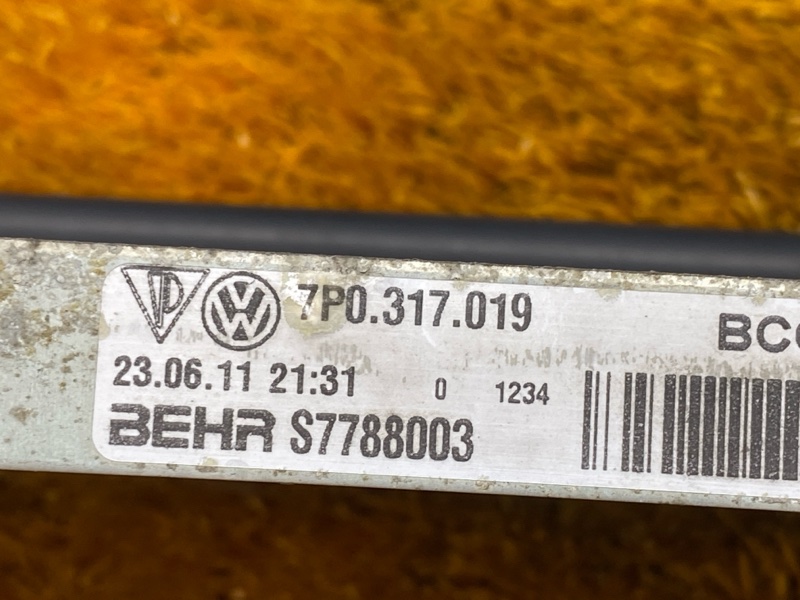 7P0.317.019
BC
23.06.11 21:31 0 1234
BEHR S7788003